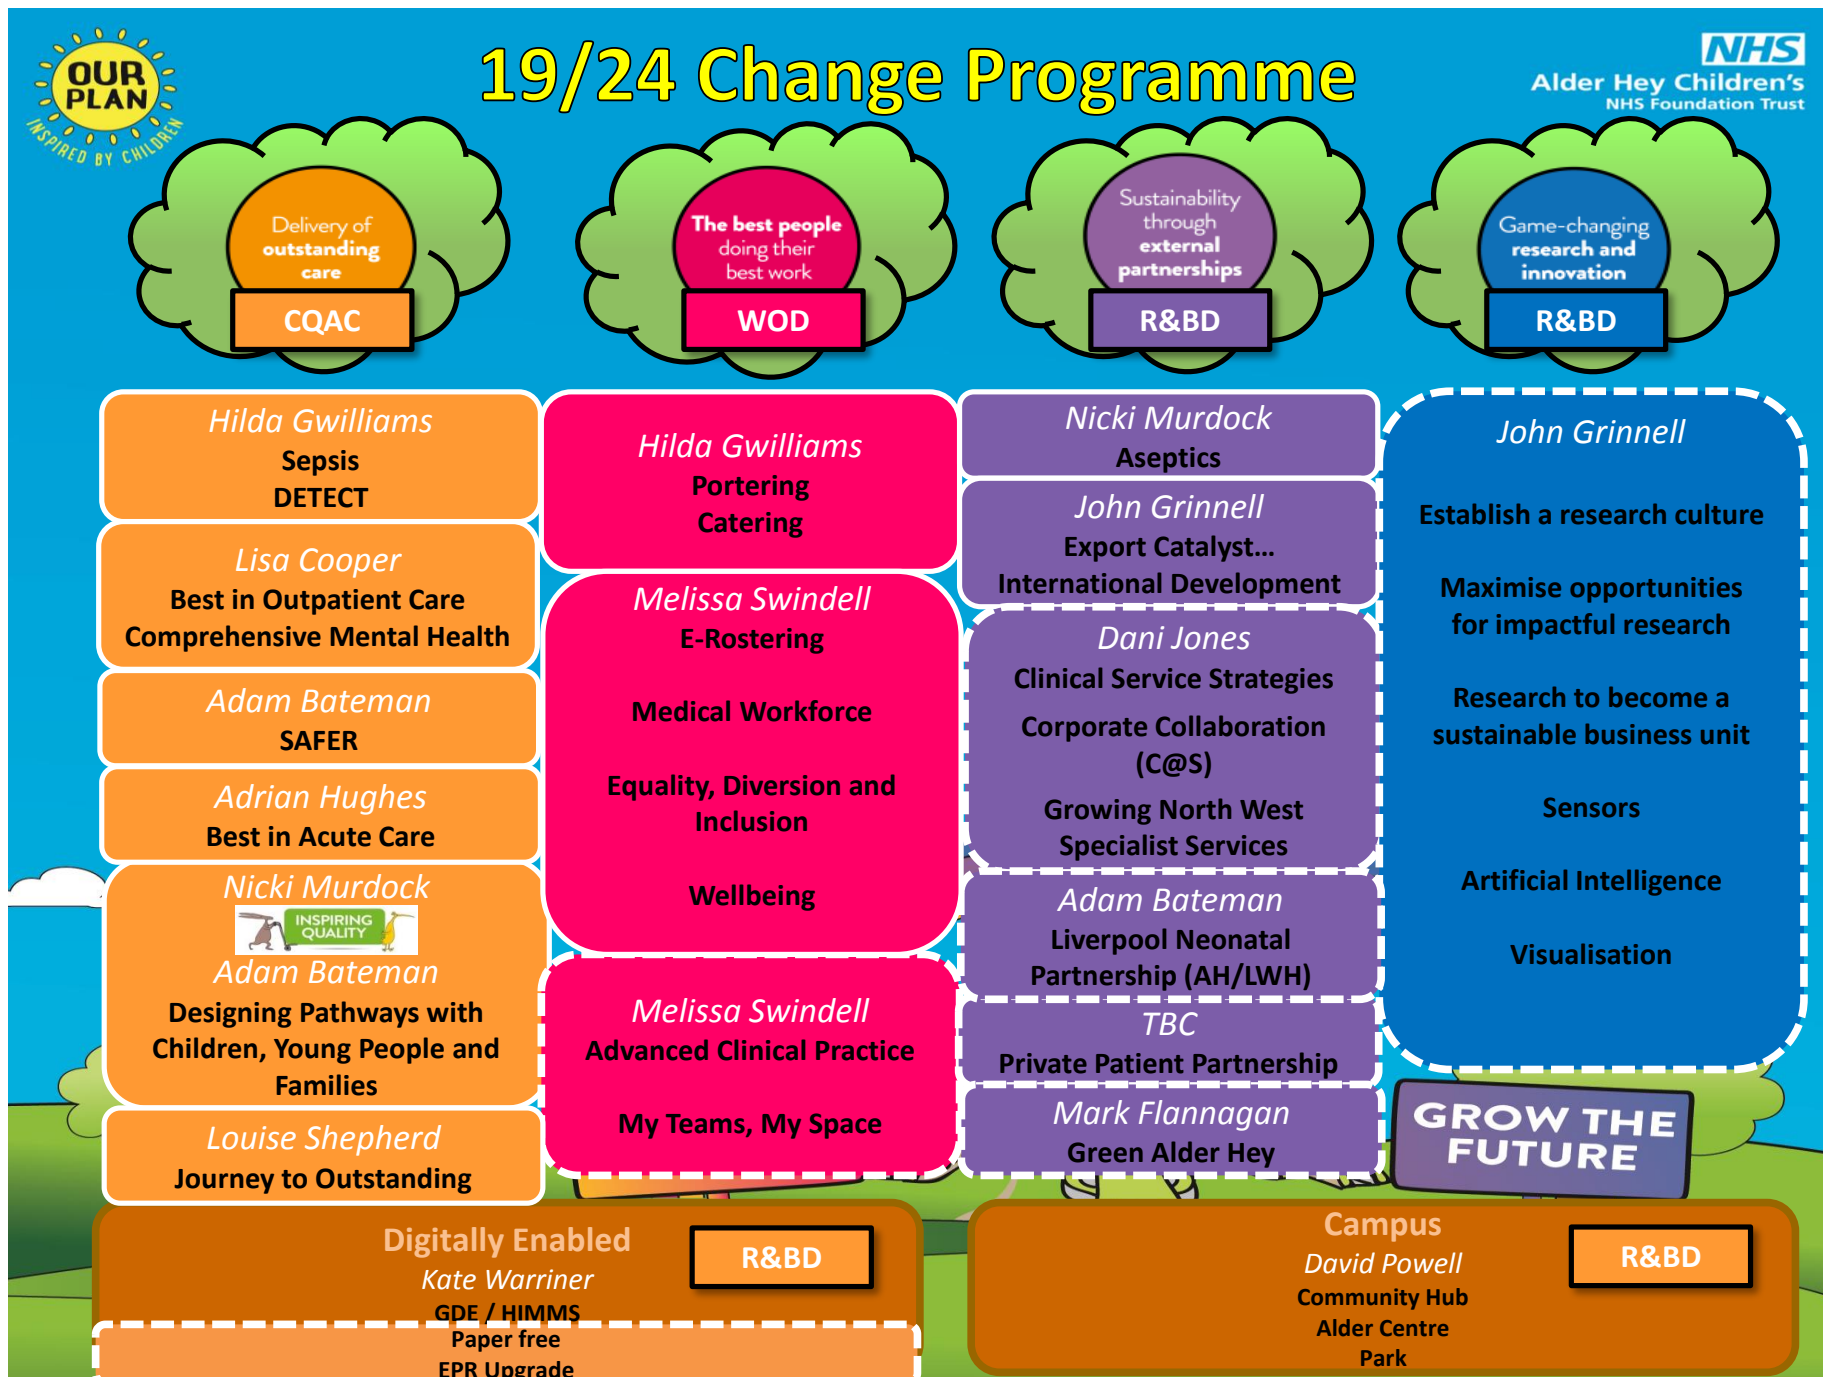 OUR
PLAN
INSPIRED BY CHILDREN
19/24 Change Programme
NHS
Alder Hey Children's
NHS Foundation Trust
Delivery of
outstanding
care
CQAC
The best people
doing their
best work
WOD
Sustainability
through
external
partnerships
R&BD
Game-changing
research and
innovation
R&BD
Hilda Gwilliams
Sepsis
DETECT
Lisa Cooper
Best in Outpatient Care
Comprehensive Mental Health
Adam Bateman
SAFER
Adrian Hughes
Best in Acute Care
Nicki Murdock
INSPIRING
QUALITY
Adam Bateman
Designing Pathways with
Children, Young People and
Families
Louise Shepherd
Journey to Outstanding
Hilda Gwilliams
Portering
Catering
Melissa Swindell
E-Rostering
Medical Workforce
Equality, Diversion and
Inclusion
Wellbeing
Melissa Swindell
Advanced Clinical Practice
My Teams, My Space
Nicki Murdock
Aseptics
John Grinnell
Export Catalyst...
International Development
Dani Jones
Clinical Service Strategies
Corporate Collaboration
(C@S)
Growing North West
Specialist Services
Adam Bateman
Liverpool Neonatal
Partnership (AH/LWH)
TBC
Private Patient Partnership
Mark Flannagan
Green Alder Hey
John Grinnell
Establish a research culture
Maximise opportunities
for impactful research
Research to become a
sustainable business unit
Sensors
Artificial Intelligence
Visualisation
GROW THE
FUTURE
Digitally Enabled
R&BD
Kate Warriner
GDE / HIMMS
Paper free
EPR Upgrade
Campus
R&BD
David Powell
Community Hub
Alder Centre
Park